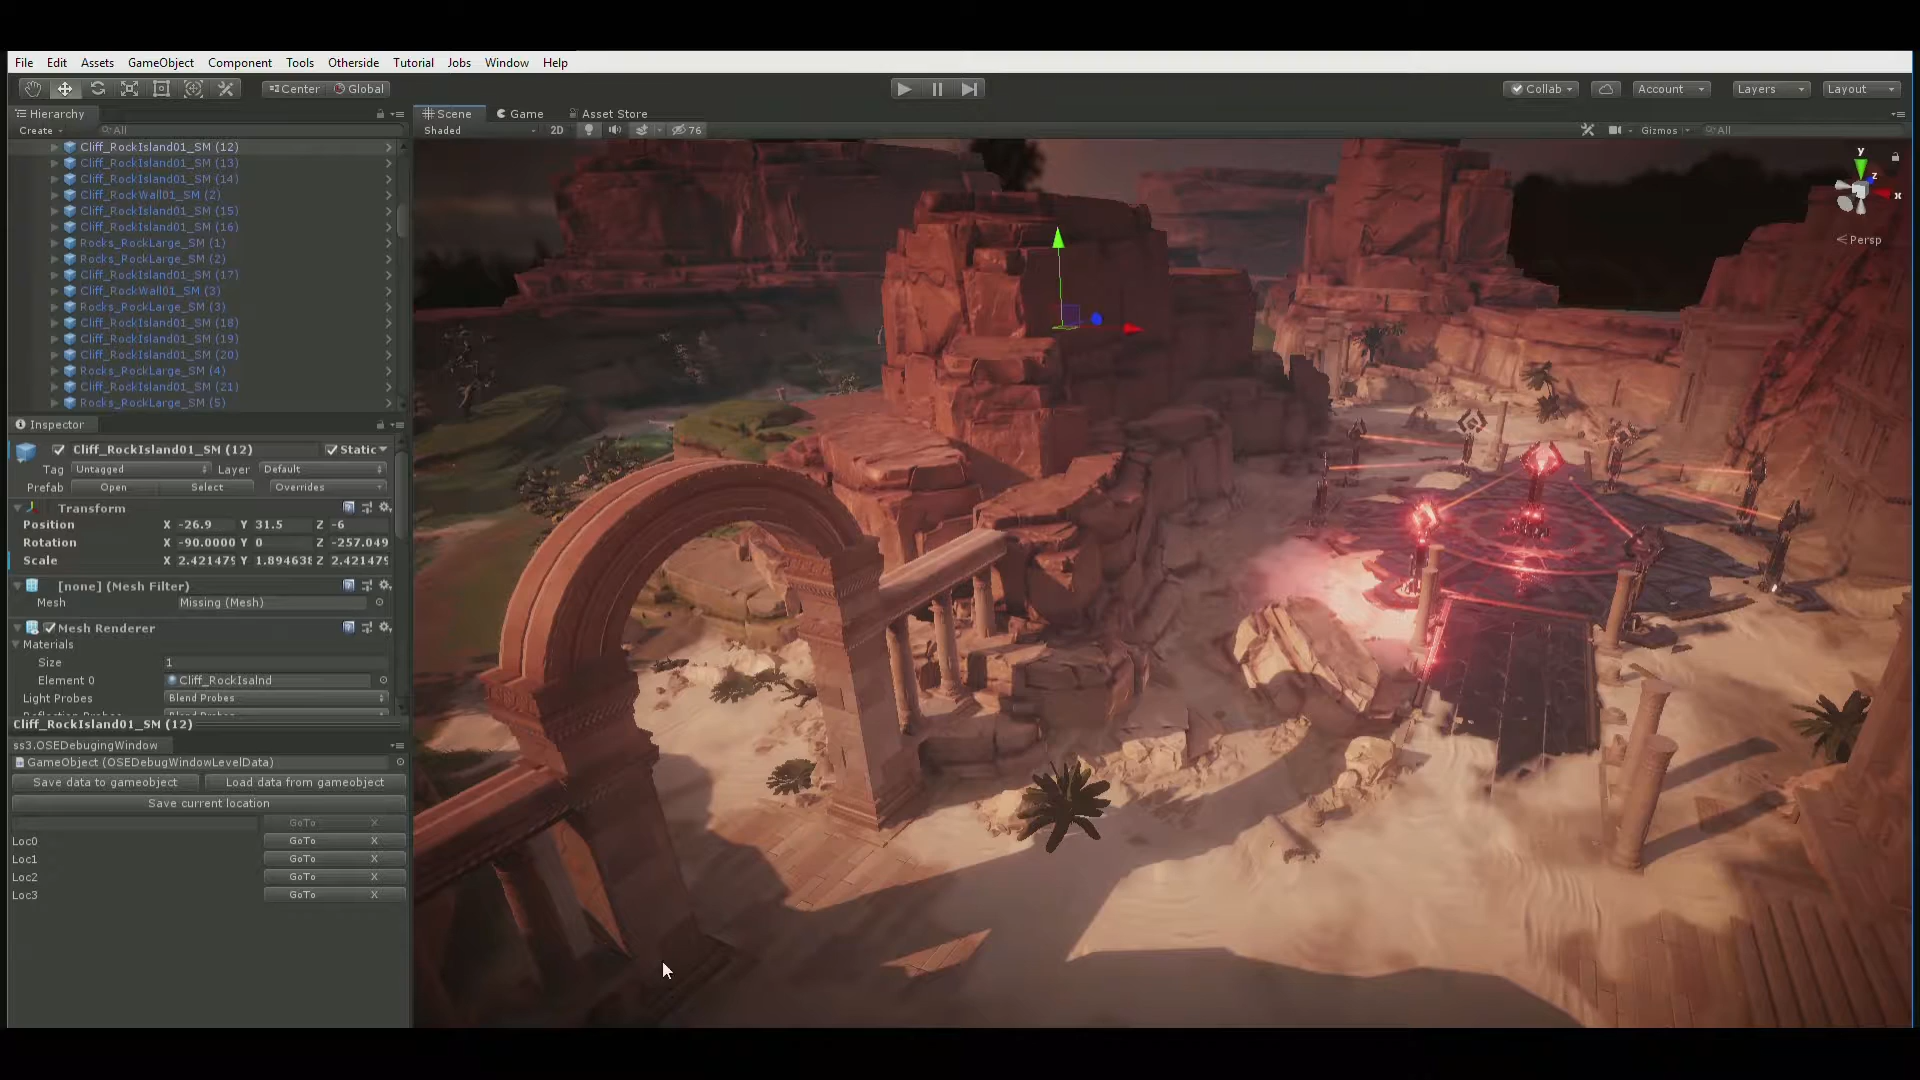 File Edit Assets GameObject Component Tools Otherside Tutorial Jobs Window Help
Center Global Collab Account Layers Layout
Hierarchy Scene Game Asset Store
Create All Shaded 2D 76 Gizmos All
Cliff_RockIsland01_SM (12)
Cliff_RockIsland01_SM (13)
Cliff_RockIsland01_SM (14)
Cliff_RockWall01_SM (2)
Cliff_RockIsland01_SM (15)
Cliff_RockIsland01_SM (16)
Rocks_RockLarge_SM (1)
Rocks_RockLarge_SM (2)
Cliff_RockIsland01_SM (17)
Cliff_RockWall01_SM (3)
Rocks_RockLarge_SM (3)
Cliff_RockIsland01_SM (18)
Cliff_RockIsland01_SM (19)
Cliff_RockIsland01_SM (20)
Rocks_RockLarge_SM (4)
Cliff_RockIsland01_SM (21)
Rocks_RockLarge_SM (5)
y
z
x
Persp
Inspector
Cliff_RockIsland01_SM (12) Static
Tag Untagged Layer Default
Prefab Open Select Overrides
Transform
Position X -26.9 Y 31.5 Z -6
Rotation X -90.0000 Y 0 Z -257.049
Scale X 2.421479 Y 1.894638 Z 2.421479
[none] (Mesh Filter)
Mesh Missing (Mesh)
Mesh Renderer
Materials
Size 1
Element 0 Cliff_RockIsalnd
Light Probes Blend Probes
Cliff_RockIsland01_SM (12)
ss3.OSEDebugingWindow
GameObject (OSEDebugWindowLevelData)
Save data to gameobject Load data from gameobject
Save current location
GoTo X
Loc0 GoTo X
Loc1 GoTo X
Loc2 GoTo X
Loc3 GoTo X